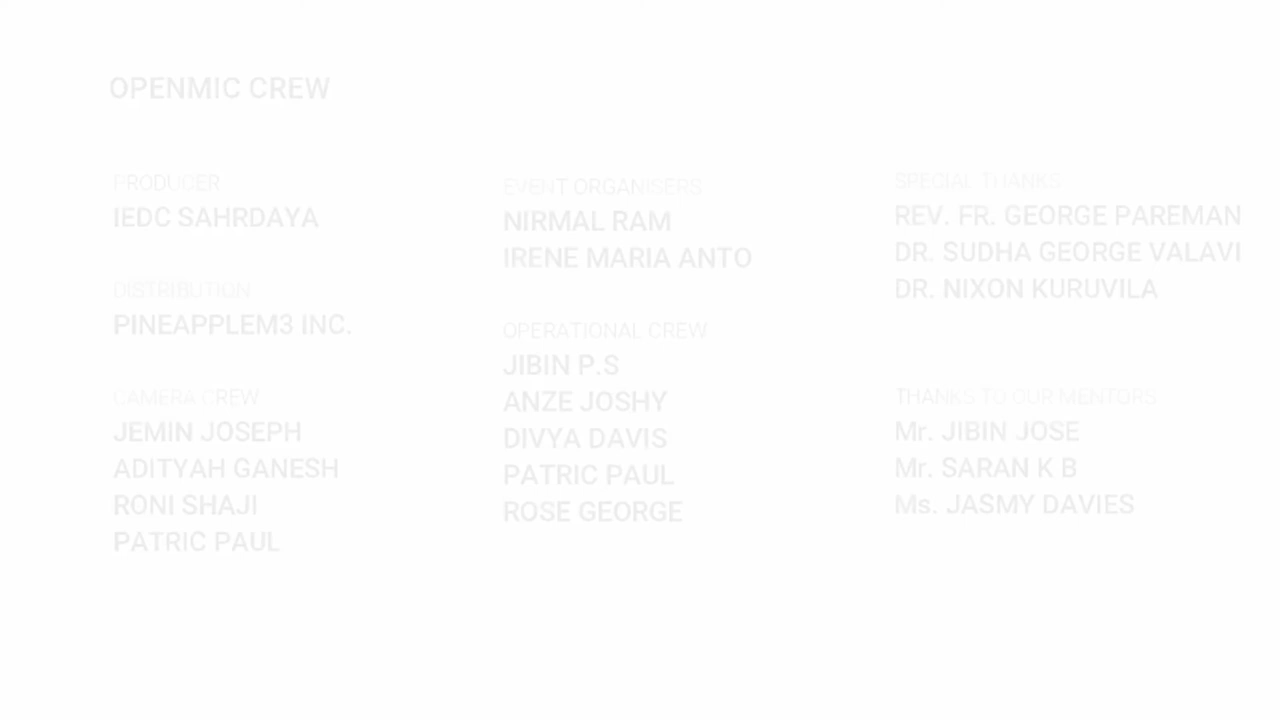 OPENMIC CREW
PRODUCER
IEDC SAHRDAYA
DISTRIBUTION
PINEAPPLEM3 INC.
CAMERA CREW
JEMIN JOSEPH
ADITYAH GANESH
RONI SHAJI
PATRIC PAUL
EVENT ORGANISERS
NIRMAL RAM
IRENE MARIA ANTO
OPERATIONAL CREW
JIBIN P.S
ANZE JOSHY
DIVYA DAVIS
PATRIC PAUL
ROSE GEORGE
SPECIAL THANKS
REV. FR. GEORGE PAREMAN
DR. SUDHA GEORGE VALAVI
DR. NIXON KURUVILA
THANKS TO OUR MENTORS
Mr. JIBIN JOSE
Mr. SARAN K B
Ms. JASMY DAVIES